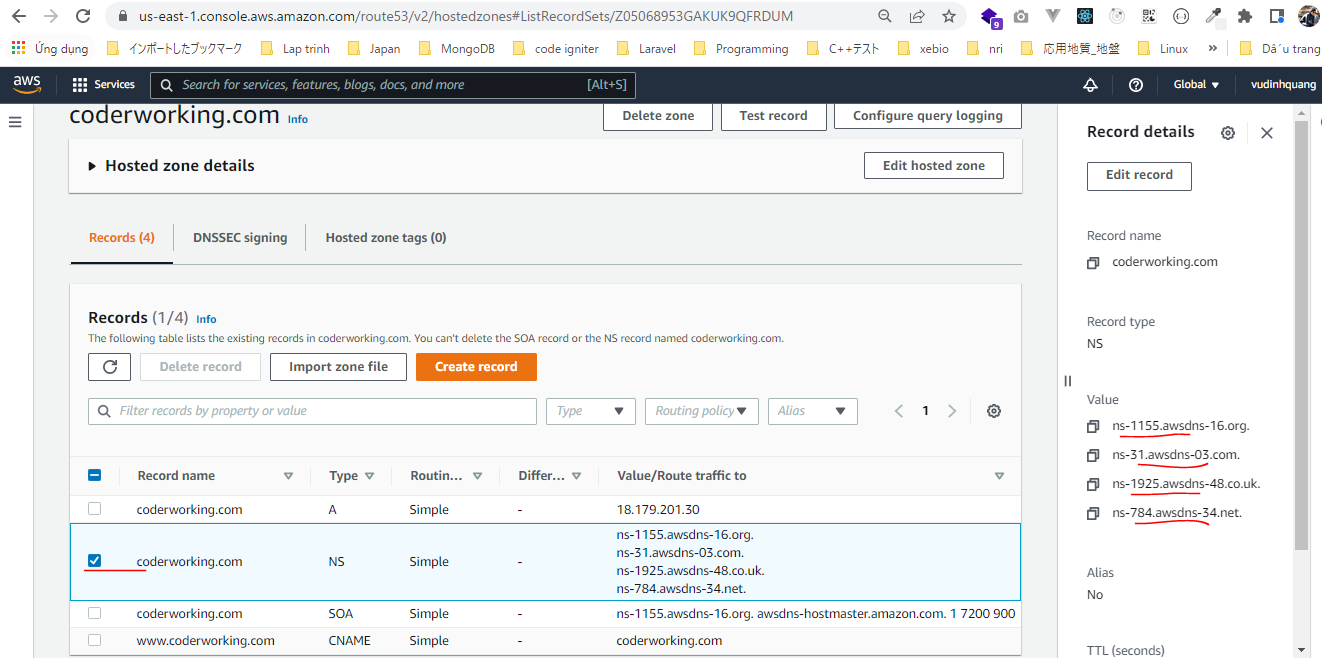 us-east-1.console.aws.amazon.com/route53/v2/hostedzones#ListRecordSets/Z05068953GAKUK9QFRDUM
9
Ứng dụng
インポートしたブックマーク
Lap trinh
Japan
MongoDB
code igniter
Laravel
Programming
C++テスト
xebio
nri
応用地質_地盤
Linux
»
Dấu trang
aws
Services
Search for services, features, blogs, docs, and more
[Alt+S]
Global
vudinhquang
coderworking.com
Info
Delete zone
Test record
Configure query logging
Hosted zone details
Edit hosted zone
Records (4)
DNSSEC signing
Hosted zone tags (0)
Records (1/4)
Info
The following table lists the existing records in coderworking.com. You can't delete the SOA record or the NS record named coderworking.com.
Delete record
Import zone file
Create record
Filter records by property or value
Type
Routing policy
Alias
1
Record name
Type
Routin...
Differ...
Value/Route traffic to
coderworking.com
A
Simple
-
18.179.201.30
coderworking.com
NS
Simple
-
ns-1155.awsdns-16.org.
ns-31.awsdns-03.com.
ns-1925.awsdns-48.co.uk.
ns-784.awsdns-34.net.
coderworking.com
SOA
Simple
-
ns-1155.awsdns-16.org. awsdns-hostmaster.amazon.com. 1 7200 900
www.coderworking.com
CNAME
Simple
-
coderworking.com
Record details
Edit record
Record name
coderworking.com
Record type
NS
Value
ns-1155.awsdns-16.org.
ns-31.awsdns-03.com.
ns-1925.awsdns-48.co.uk.
ns-784.awsdns-34.net.
Alias
No
TTL (seconds)